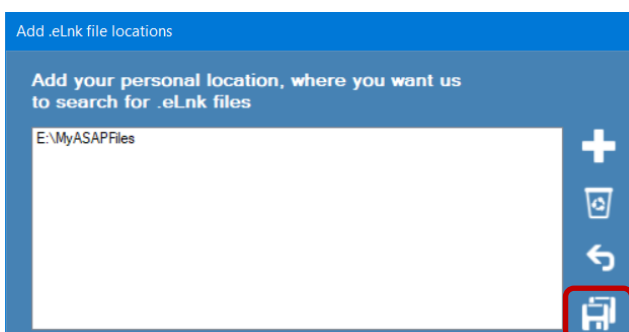 Add .eLnk file locations
Add your personal location, where you want us
to search for .eLnk files
E:\MyASAPFiles